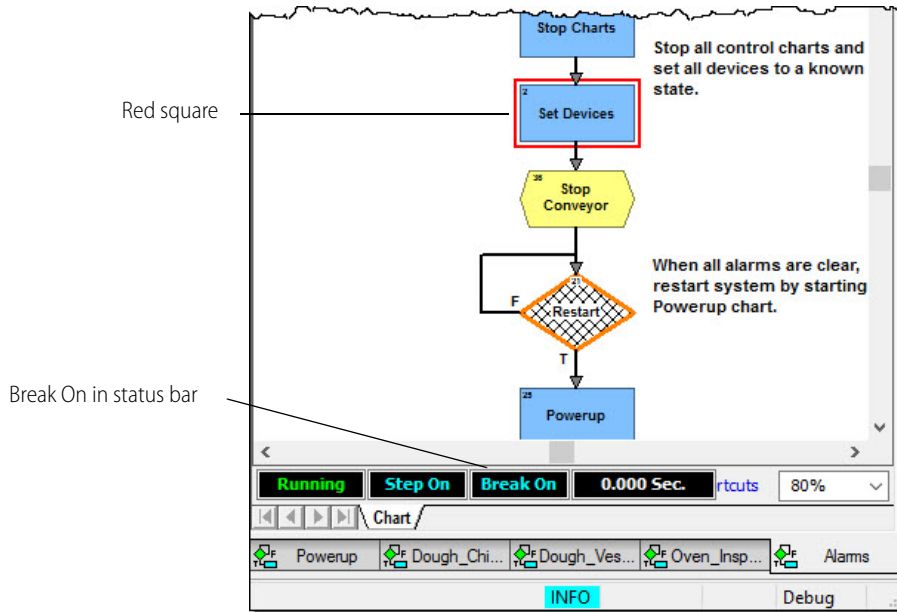 Stop Charts
Stop all control charts and
set all devices to a known
state.
Red square
2
Set Devices
36
Stop
Conveyor
When all alarms are clear,
restart system by starting
Powerup chart.
21
F
Restart
T
Break On in status bar
25
Powerup
Running Step On Break On 0.000 Sec. rtcuts 80%
Chart
Powerup Dough_Chi... Dough_Ves... Oven_Insp... Alarms
INFO Debug